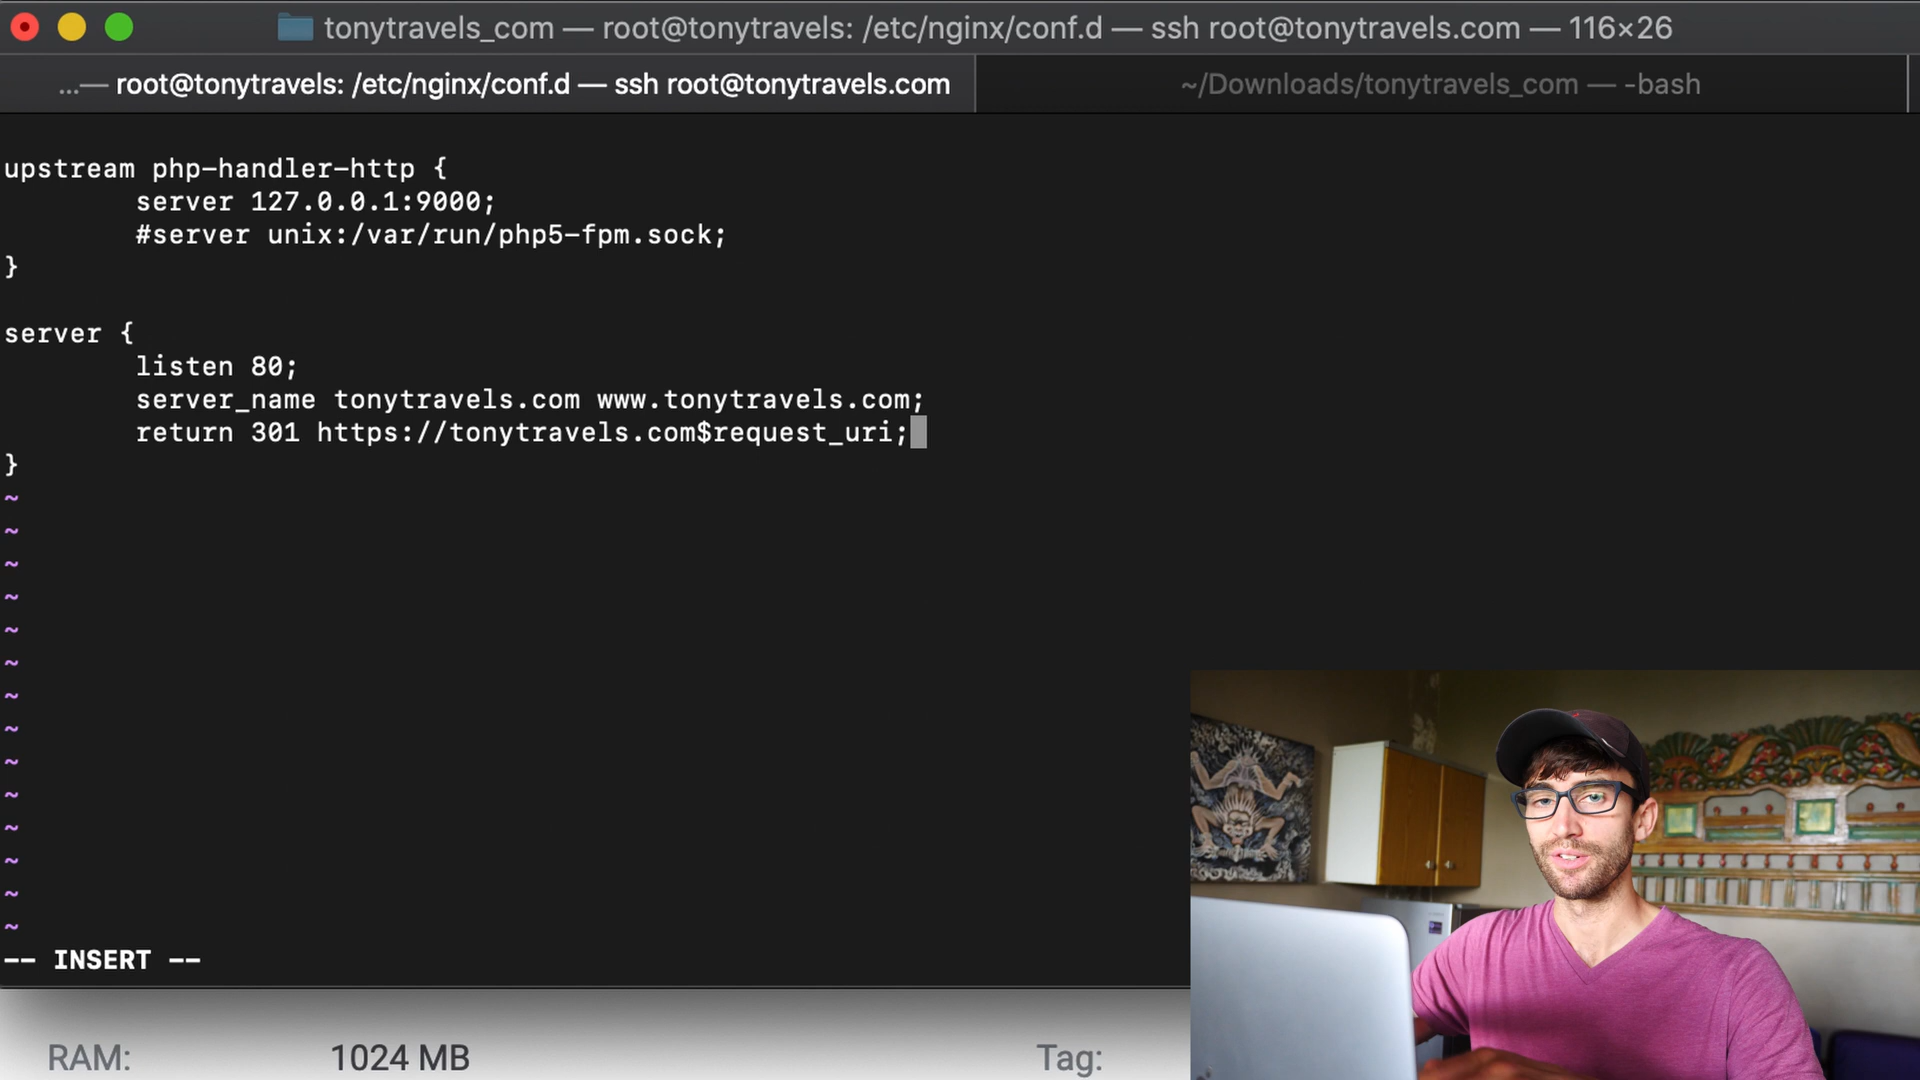 tonytravels_com — root@tonytravels: /etc/nginx/conf.d — ssh root@tonytravels.com — 116×26
...— root@tonytravels: /etc/nginx/conf.d — ssh root@tonytravels.com
~/Downloads/tonytravels_com — -bash
upstream php-handler-http {
        server 127.0.0.1:9000;
        #server unix:/var/run/php5-fpm.sock;
}
server {
        listen 80;
        server_name tonytravels.com www.tonytravels.com;
        return 301 https://tonytravels.com$request_uri;
}
~
~
~
~
~
~
~
~
~
~
~
~
~
~
-- INSERT --
RAM: 1024 MB Tag: